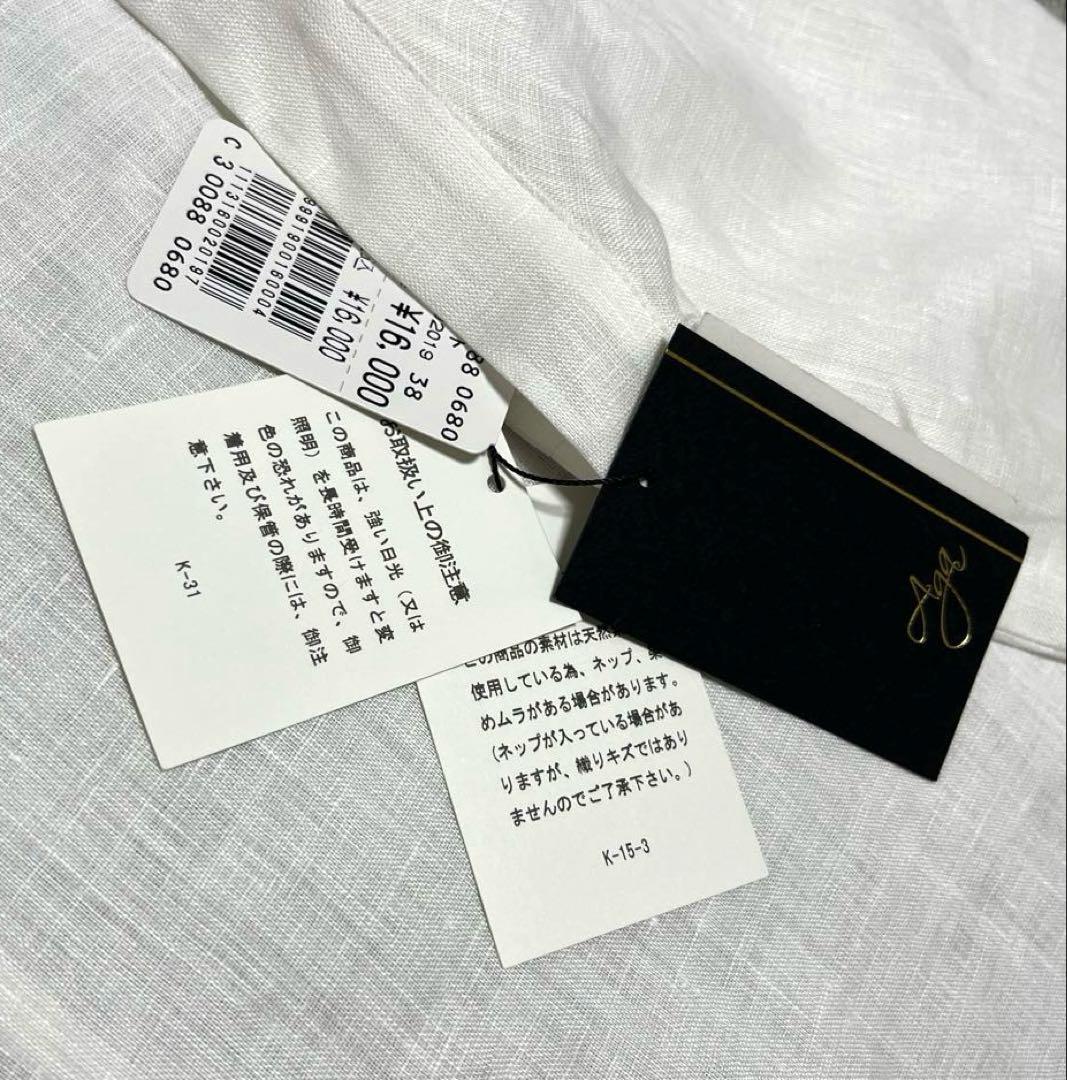 C 30088 0680
1113160020197
9991900160004
¥16,000
¥16,000
2019 38
88 0680
お取扱い上の御注意
この商品は、強い日光（又は
照明）を長時間受けますと変
色の恐れがありますので、御
着用及び保管の際には、御注
意下さい。
K-31
この商品の素材は天然
使用している為、ネップ、染
めムラがある場合があります。
（ネップが入っている場合があ
りますが、織りキズではあり
ませんのでご了承下さい。）
K-15-3
Aga